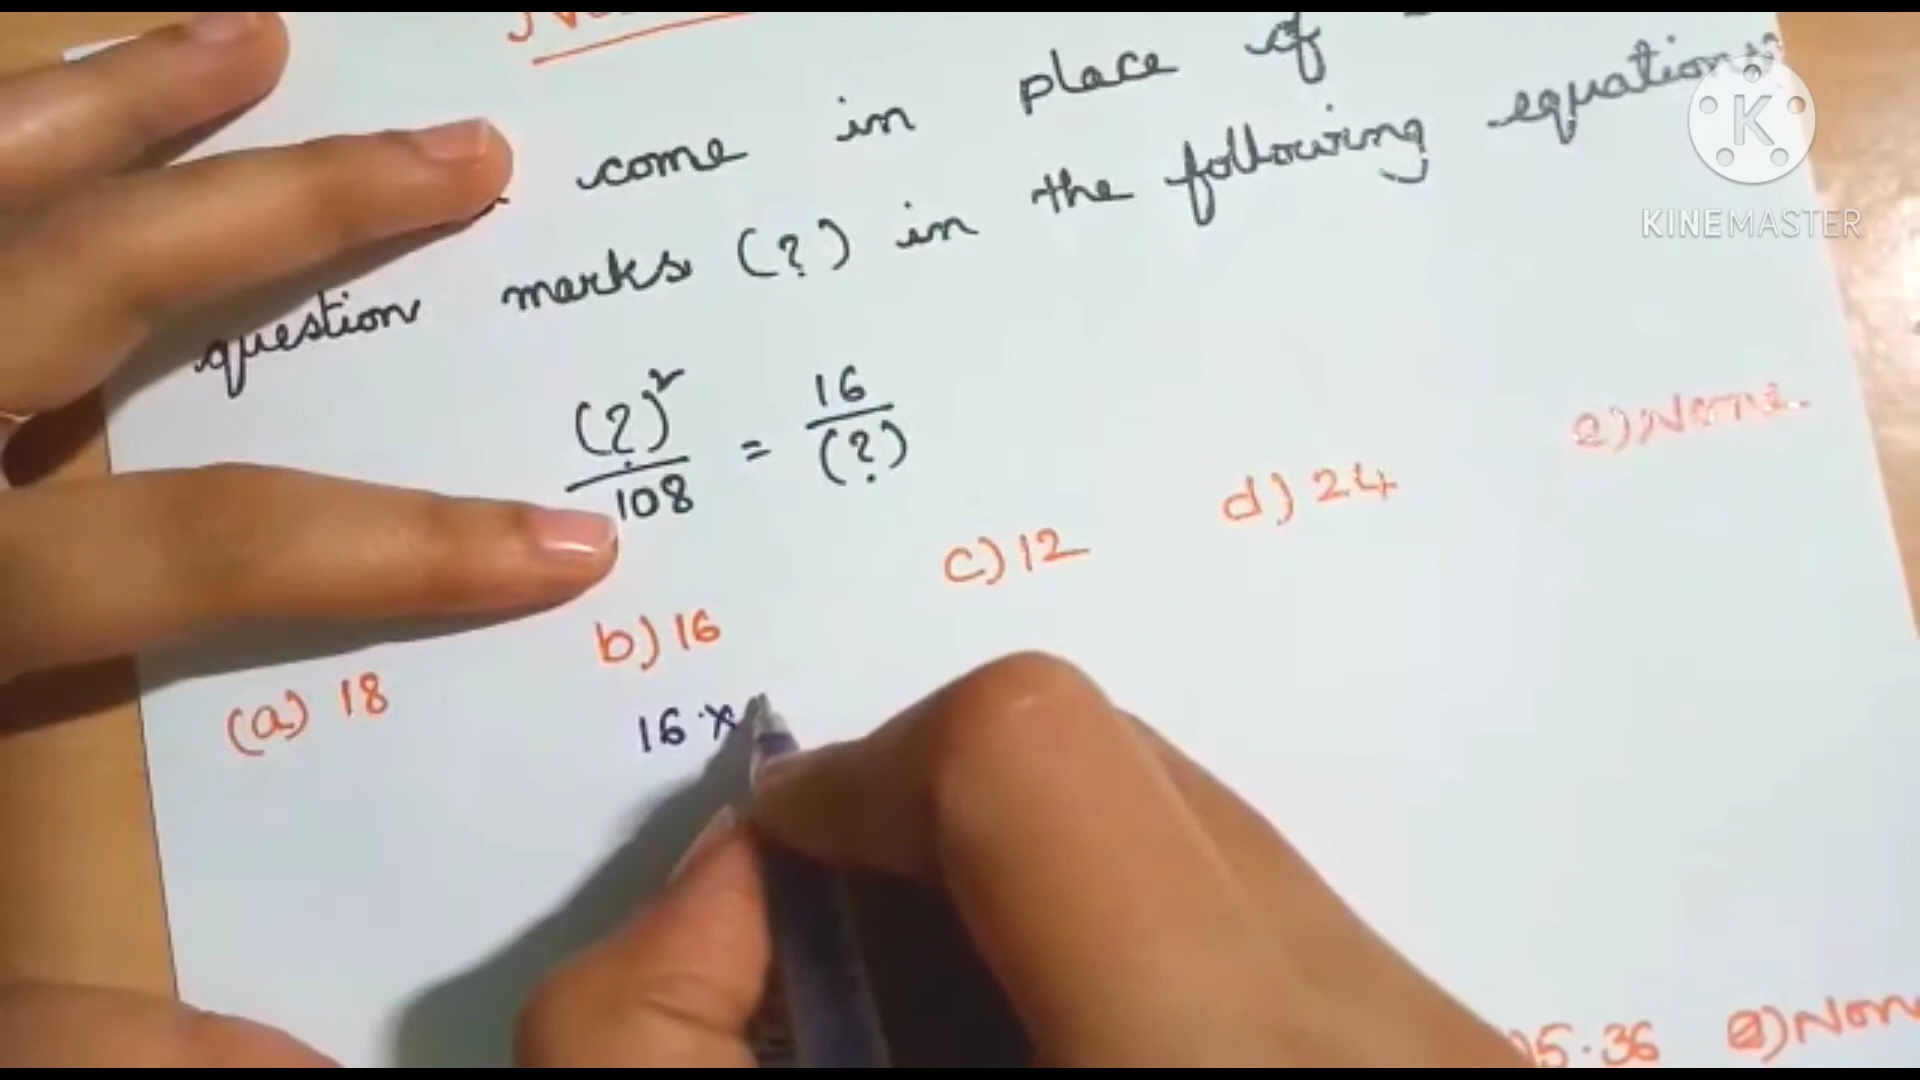 come in place of
question marks (?) in the following equations?
(?)² / 108 = 16 / (?)
(a) 18 b) 16 c) 12 d) 24 e) None
16 ×
5.36 e) Non
K
KINEMASTER